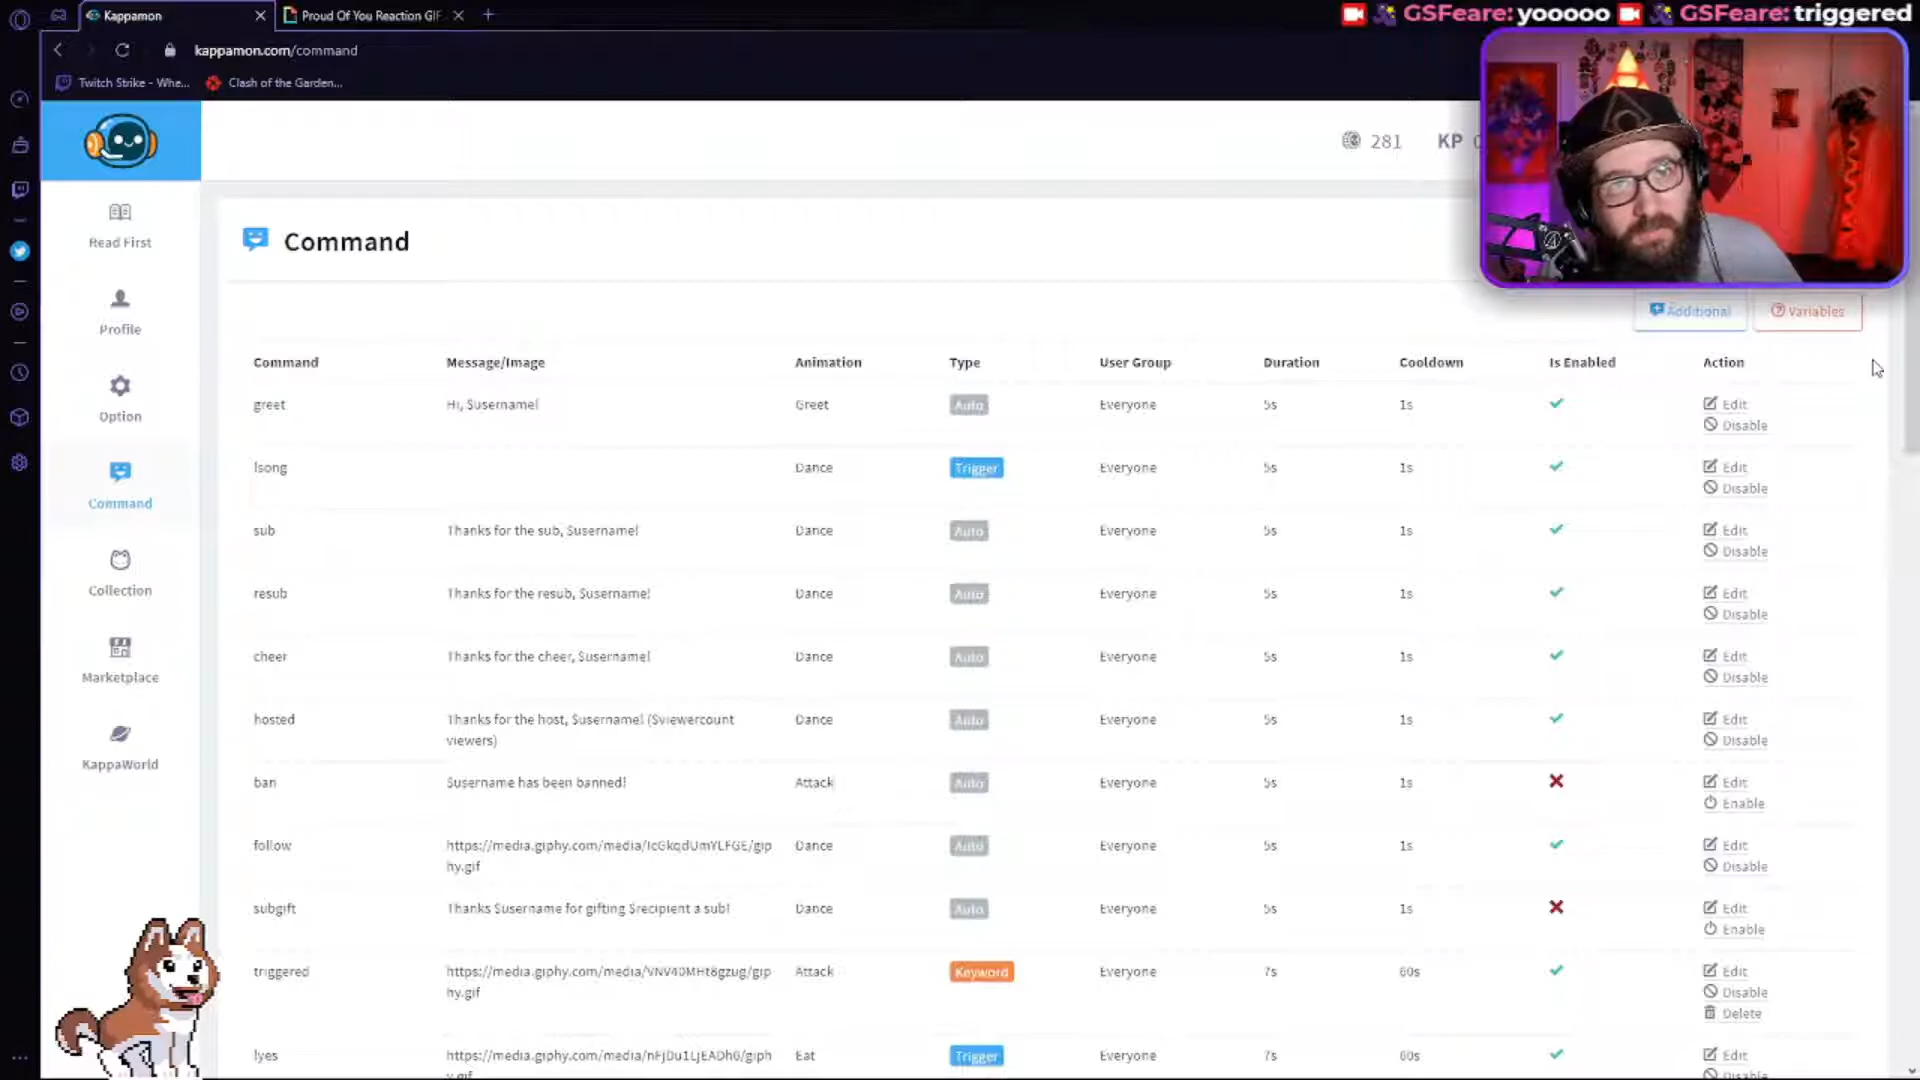 Kappamon
Proud Of You Reaction GIF
GSFeare: yooooo GSFeare: triggered
kappamon.com/command
Twitch Strike - Whe...
Clash of the Garden...
281
KP
Read First
Profile
Option
Command
Collection
Marketplace
KappaWorld
Command
Additional
Variables
Command Message/Image Animation Type User Group Duration Cooldown Is Enabled Action
greet Hi, $username! Greet Auto Everyone 5s 1s Edit
Disable
!song Dance Trigger Everyone 5s 1s Edit
Disable
sub Thanks for the sub, $username! Dance Auto Everyone 5s 1s Edit
Disable
resub Thanks for the resub, $username! Dance Auto Everyone 5s 1s Edit
Disable
cheer Thanks for the cheer, $username! Dance Auto Everyone 5s 1s Edit
Disable
hosted Thanks for the host, $username! ($viewercount Dance Auto Everyone 5s 1s Edit
viewers) Disable
ban $username has been banned! Attack Auto Everyone 5s 1s Edit
Enable
follow https://media.giphy.com/media/IcGkqdUmYLFGE/gip Dance Auto Everyone 5s 1s Edit
hy.gif Disable
subgift Thanks $username for gifting $recipient a sub! Dance Auto Everyone 5s 1s Edit
Enable
triggered https://media.giphy.com/media/VNV40MHt8gzug/gip Attack Keyword Everyone 7s 60s Edit
hy.gif Disable
Delete
!yes https://media.giphy.com/media/nFjDu1LjEADh6/giph Eat Trigger Everyone 7s 60s Edit
y.gif Disable